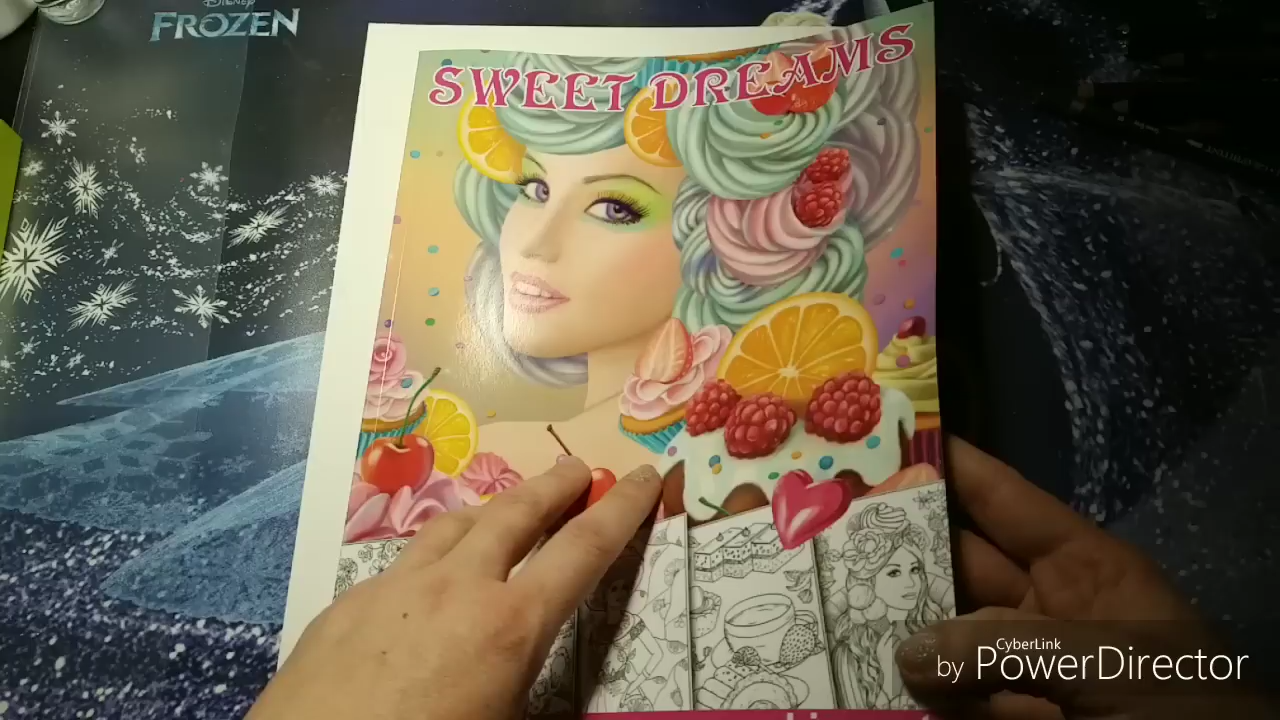 DISNEY
FROZEN
SWEET DREAMS
CyberLink
by PowerDirector